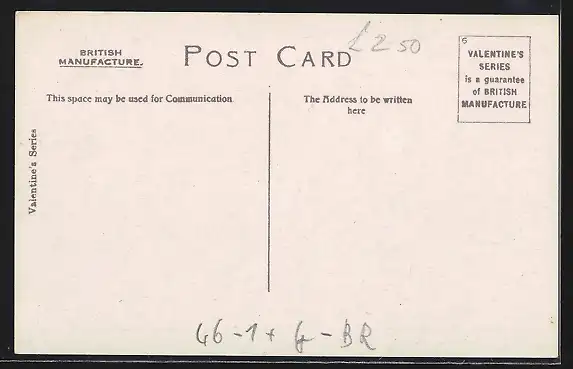 BRITISH
MANUFACTURE.
POST CARD
£2 50
5
VALENTINE'S
SERIES
is a guarantee
of BRITISH
MANUFACTURE
This space may be used for Communication
The Address to be written
here
Valentine's Series